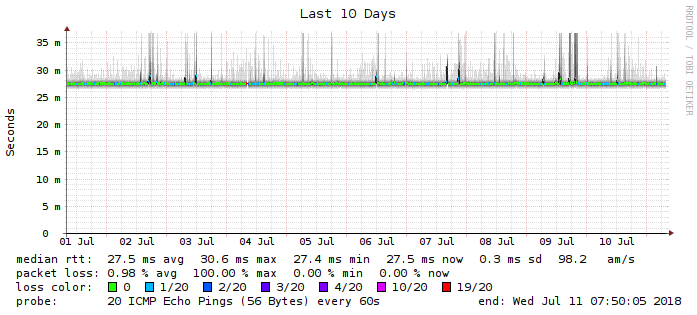 Last 10 Days
RRDTOOL / TOBI OETIKER
Seconds
35 m
30 m
25 m
20 m
15 m
10 m
5 m
0
01 Jul 02 Jul 03 Jul 04 Jul 05 Jul 06 Jul 07 Jul 08 Jul 09 Jul 10 Jul
median rtt: 27.5 ms avg 30.6 ms max 27.4 ms min 27.5 ms now 0.3 ms sd 98.2 am/s
packet loss: 0.98 % avg 100.00 % max 0.00 % min 0.00 % now
loss color: 0 1/20 2/20 3/20 4/20 10/20 19/20
probe: 20 ICMP Echo Pings (56 Bytes) every 60s end: Wed Jul 11 07:50:05 2018